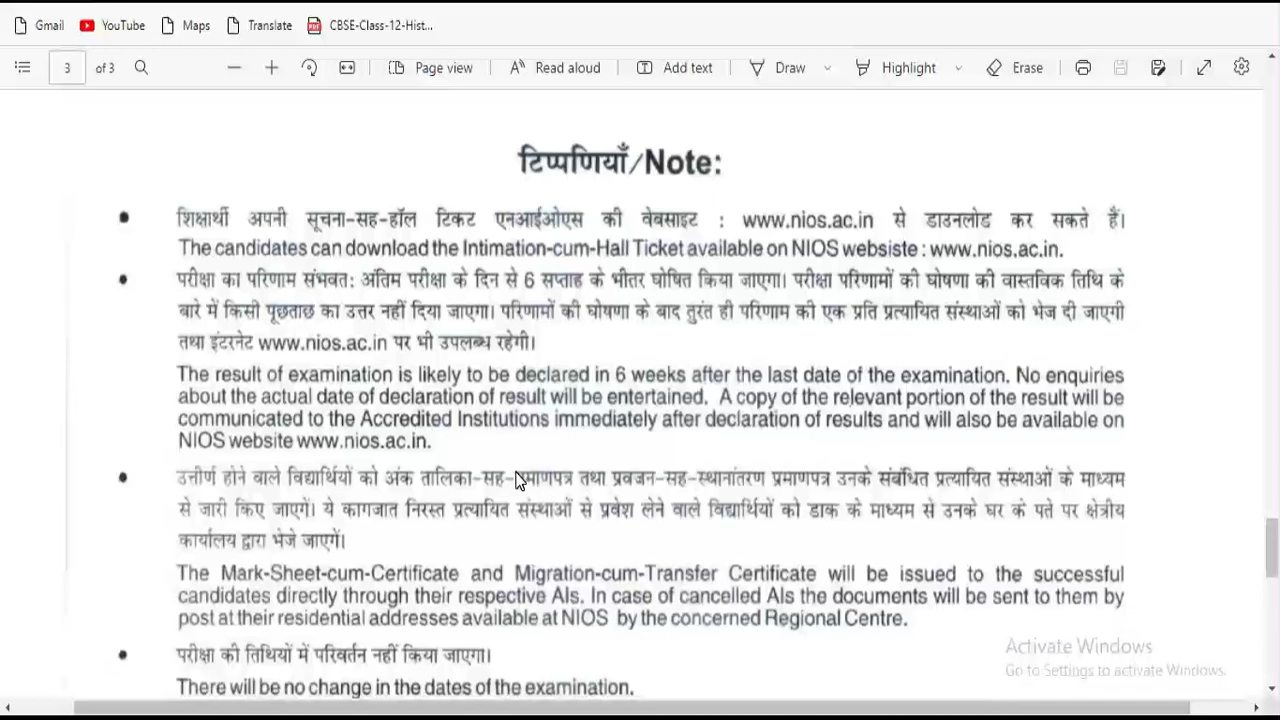 Gmail YouTube Maps Translate CBSE-Class-12-Hist...
3 of 3 Page view Read aloud Add text Draw Highlight Erase
टिप्पणियाँ/Note:
• शिक्षार्थी अपनी सूचना-सह-हॉल टिकट एनआईओएस की वेबसाइट : www.nios.ac.in से डाउनलोड कर सकते हैं।
The candidates can download the Intimation-cum-Hall Ticket available on NIOS websiste : www.nios.ac.in.
• परीक्षा का परिणाम संभवत: अंतिम परीक्षा के दिन से 6 सप्ताह के भीतर घोषित किया जाएगा। परीक्षा परिणामों की घोषणा की वास्तविक तिथि के
बारे में किसी पूछताछ का उत्तर नहीं दिया जाएगा। परिणामों की घोषणा के बाद तुरंत ही परिणाम की एक प्रति प्रत्यायित संस्थाओं को भेज दी जाएगी
तथा इंटरनेट www.nios.ac.in पर भी उपलब्ध रहेगी।
The result of examination is likely to be declared in 6 weeks after the last date of the examination. No enquiries
about the actual date of declaration of result will be entertained. A copy of the relevant portion of the result will be
communicated to the Accredited Institutions immediately after declaration of results and will also be available on
NIOS website www.nios.ac.in.
• उत्तीर्ण होने वाले विद्यार्थियों को अंक तालिका-सह-प्रमाणपत्र तथा प्रवजन-सह-स्थानांतरण प्रमाणपत्र उनके संबंधित प्रत्यायित संस्थाओं के माध्यम
से जारी किए जाएगें। ये कागजात निरस्त प्रत्यायित संस्थाओं से प्रवेश लेने वाले विद्यार्थियों को डाक के माध्यम से उनके घर के पते पर क्षेत्रीय
कार्यालय द्वारा भेजे जाएगें।
The Mark-Sheet-cum-Certificate and Migration-cum-Transfer Certificate will be issued to the successful
candidates directly through their respective AIs. In case of cancelled AIs the documents will be sent to them by
post at their residential addresses available at NIOS by the concerned Regional Centre.
• परीक्षा की तिथियों में परिवर्तन नहीं किया जाएगा।
There will be no change in the dates of the examination.
Activate Windows
Go to Settings to activate Windows.